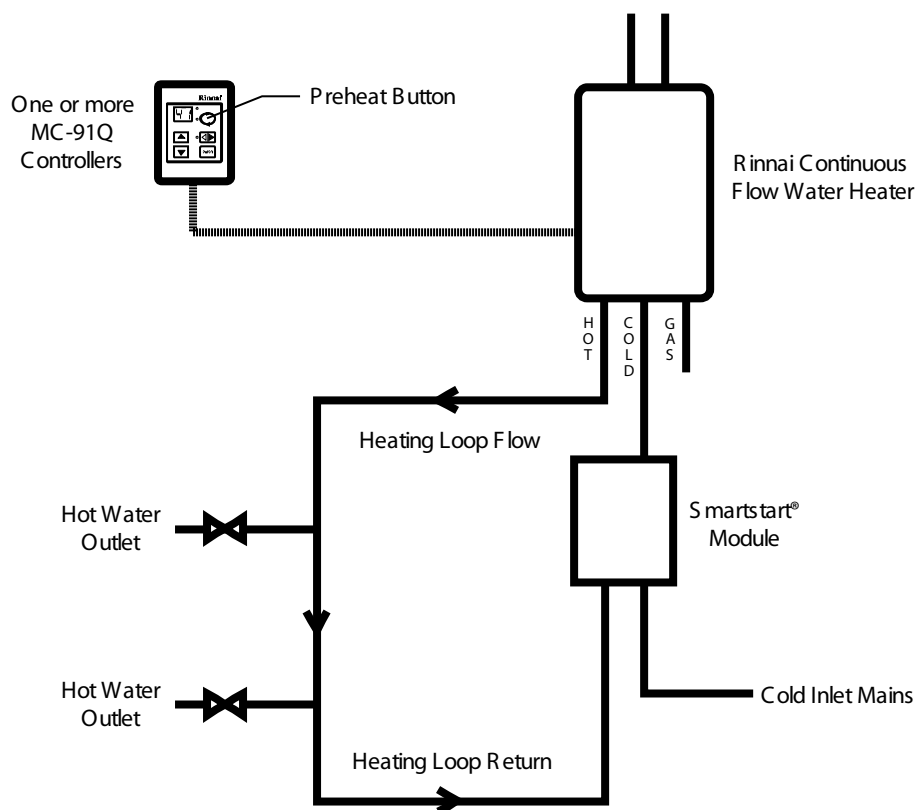 One or more
MC-91Q
Controllers
Rinnai
41
Preheat Button
Rinnai Continuous
Flow Water Heater
HOT
COLD
GAS
Heating Loop Flow
Hot Water
Outlet
Smartstart®
Module
Hot Water
Outlet
Cold Inlet Mains
Heating Loop Return